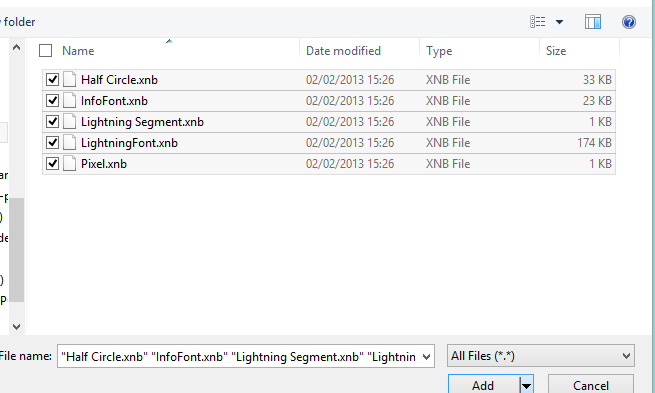 folder
Name Date modified Type Size
Half Circle.xnb 02/02/2013 15:26 XNB File 33 KB
InfoFont.xnb 02/02/2013 15:26 XNB File 23 KB
Lightning Segment.xnb 02/02/2013 15:26 XNB File 1 KB
LightningFont.xnb 02/02/2013 15:26 XNB File 174 KB
Pixel.xnb 02/02/2013 15:26 XNB File 1 KB
File name: "Half Circle.xnb" "InfoFont.xnb" "Lightning Segment.xnb" "Lightnin All Files (*.*)
Add Cancel